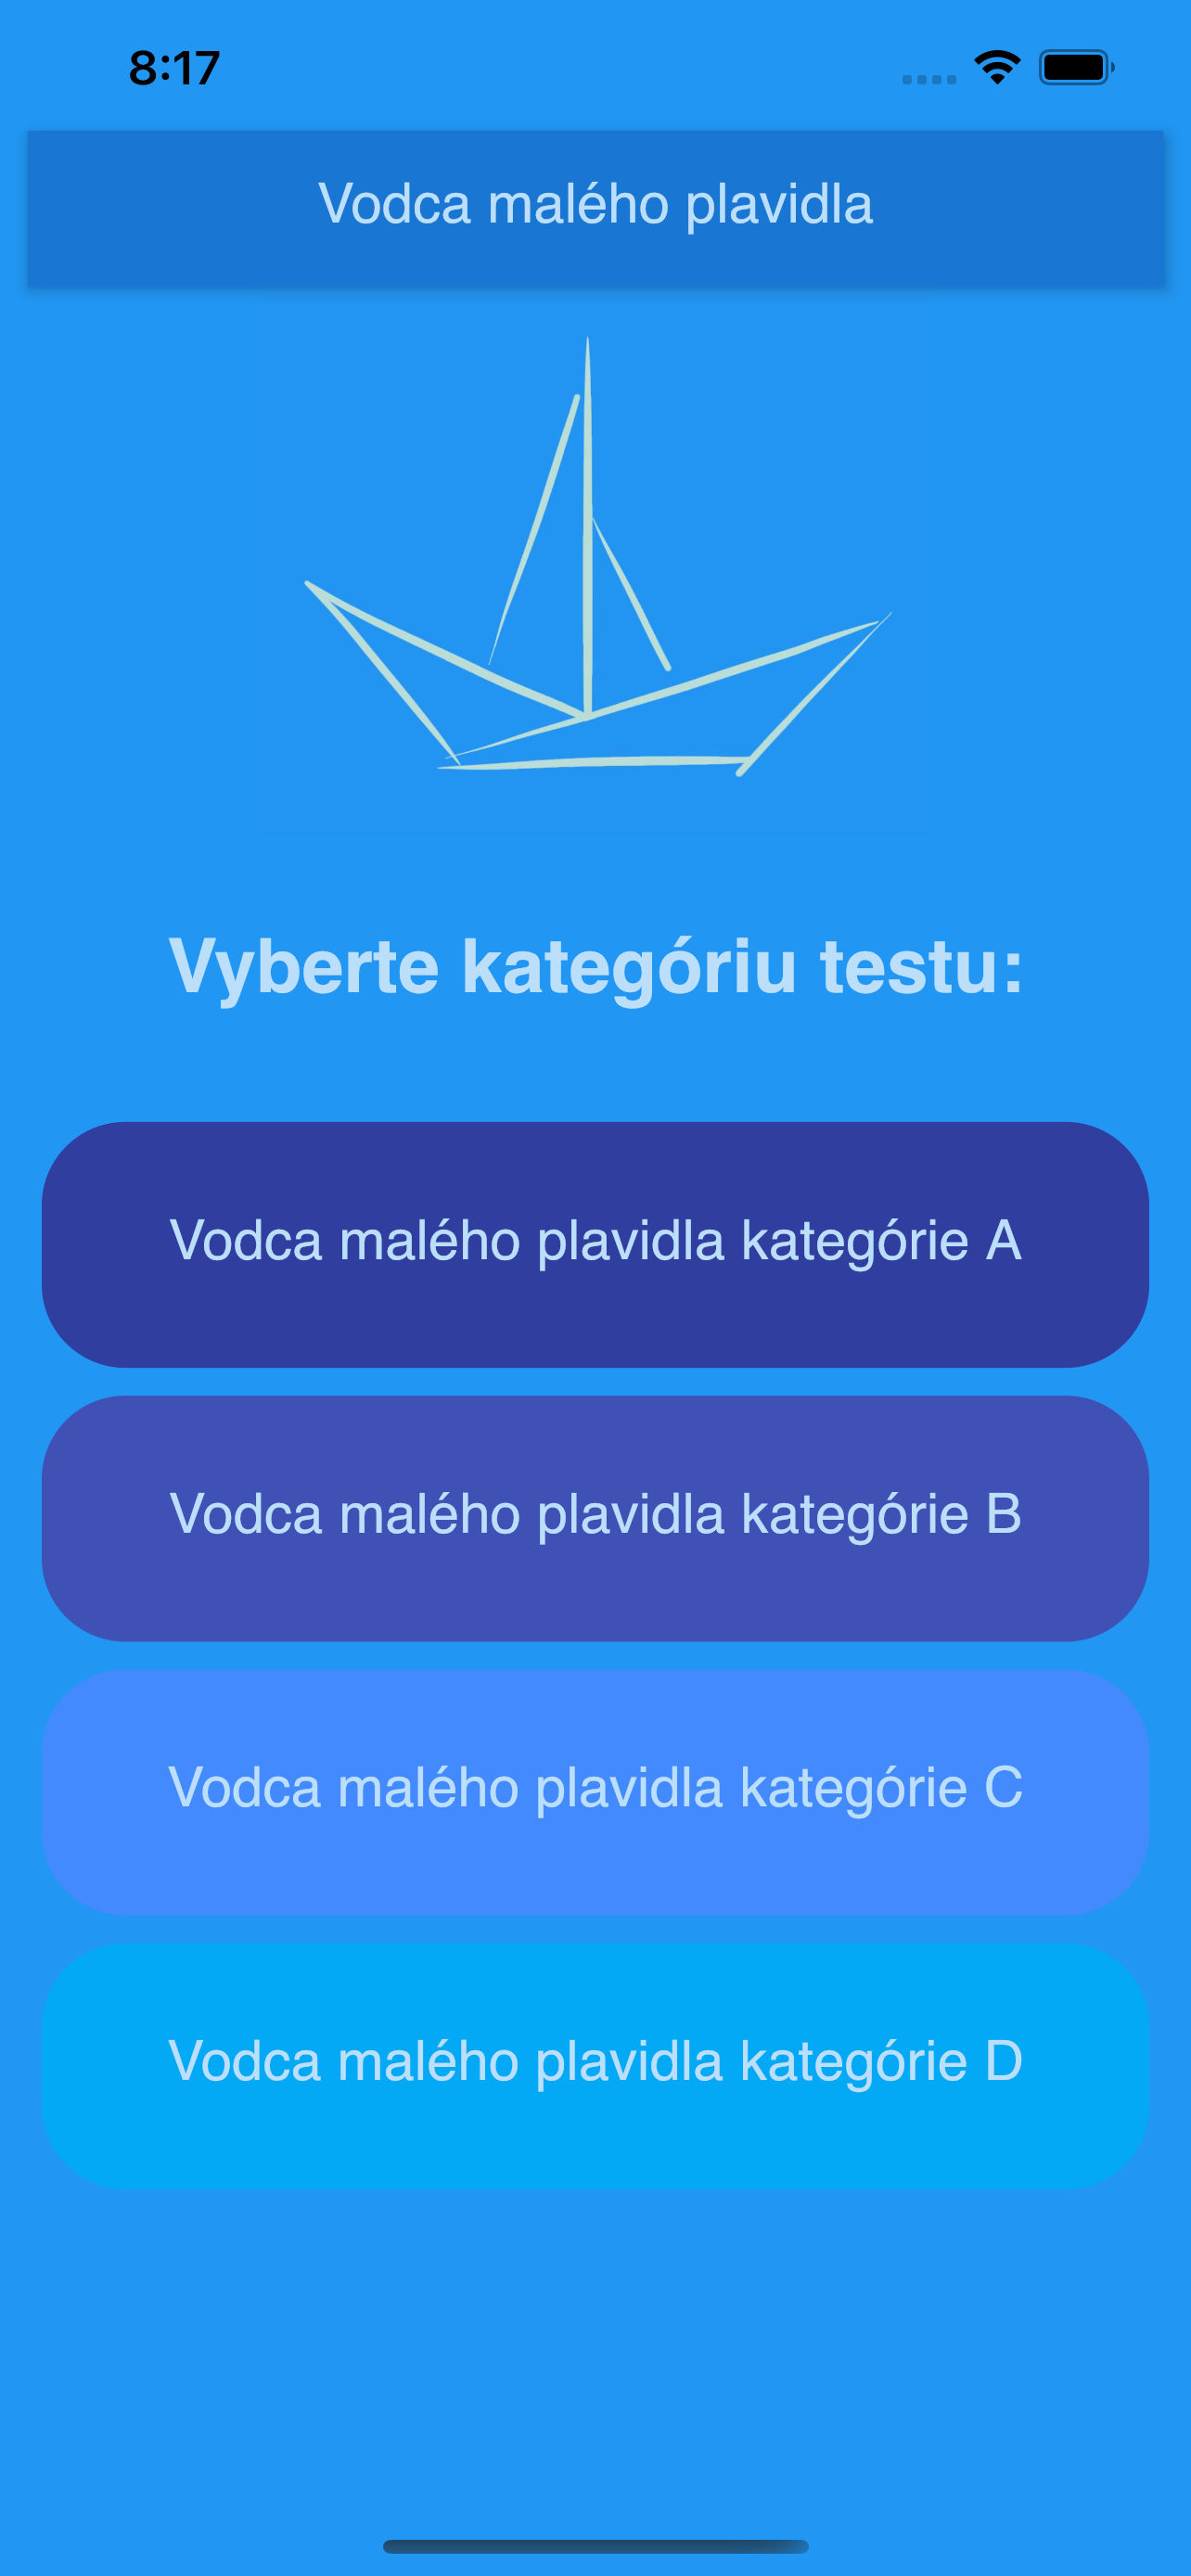 8:17
Vodca malého plavidla
Vyberte kategóriu testu:
Vodca malého plavidla kategórie A
Vodca malého plavidla kategórie B
Vodca malého plavidla kategórie C
Vodca malého plavidla kategórie D